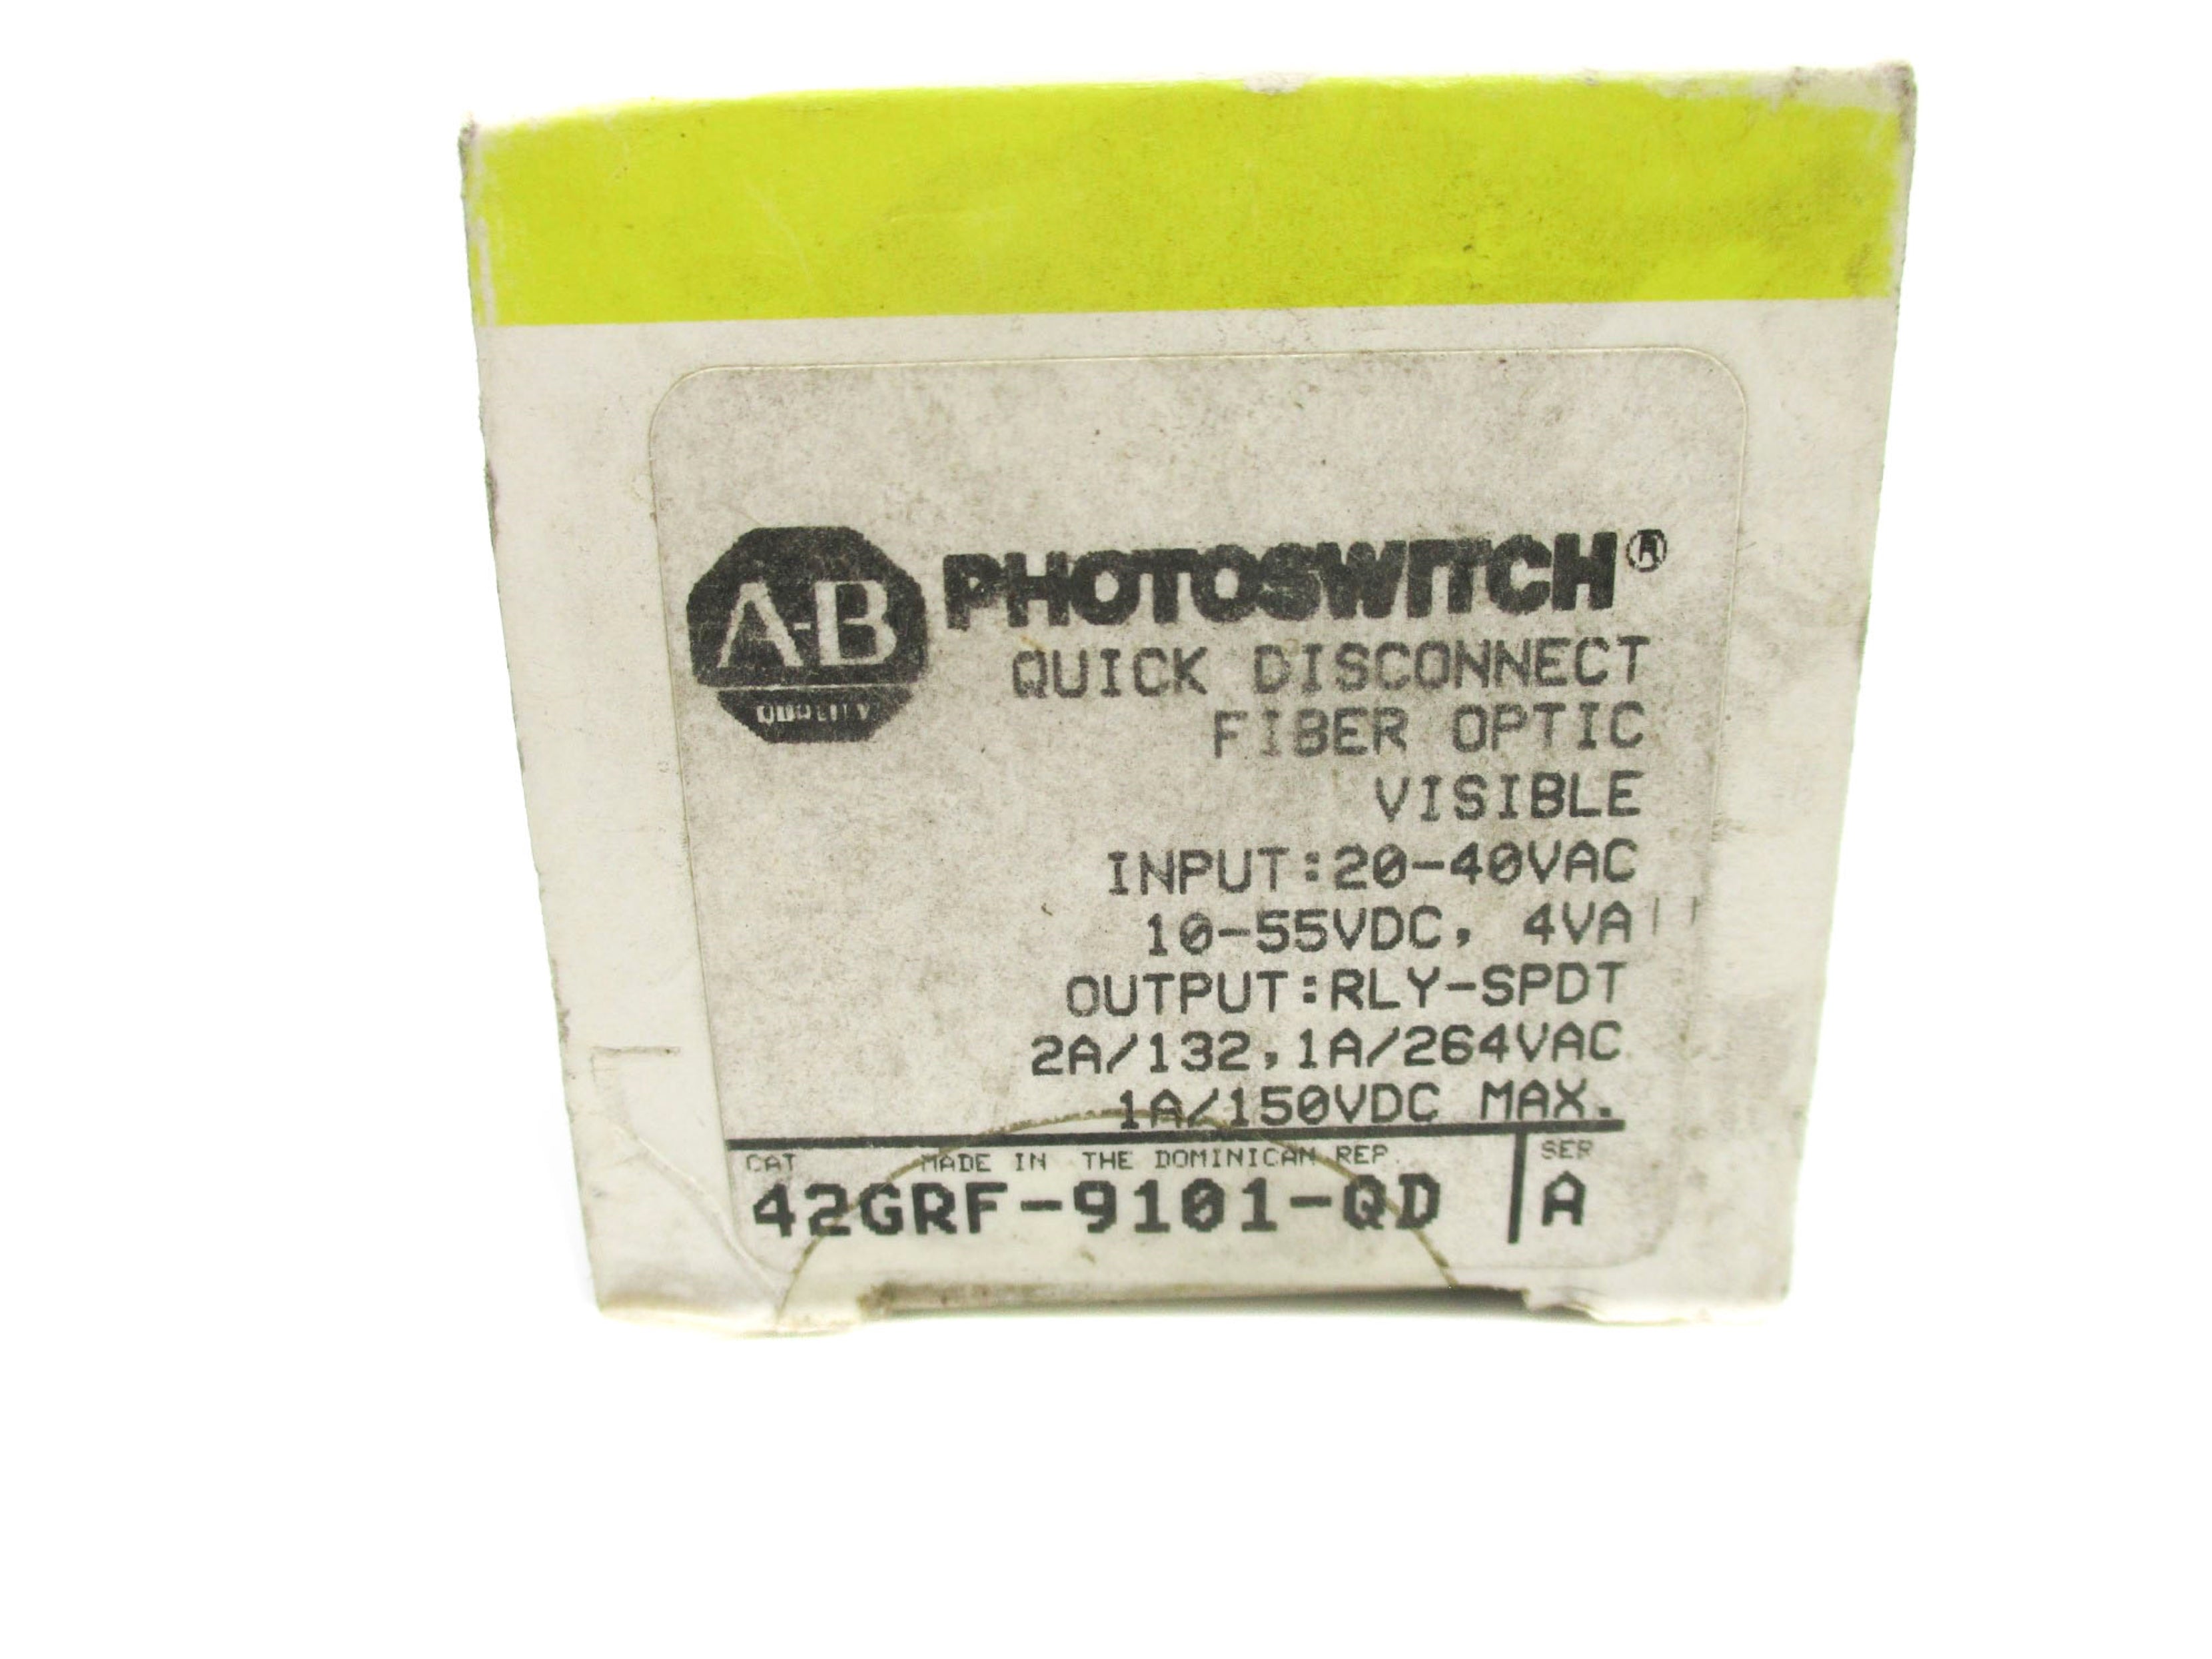 A-B PHOTOSWITCH®
QUALITY
QUICK DISCONNECT
FIBER OPTIC
VISIBLE
INPUT:20-40VAC
10-55VDC, 4VA
OUTPUT:RLY-SPDT
2A/132,1A/264VAC
1A/150VDC MAX.
CAT MADE IN THE DOMINICAN REP. SER
42GRF-9101-QD A